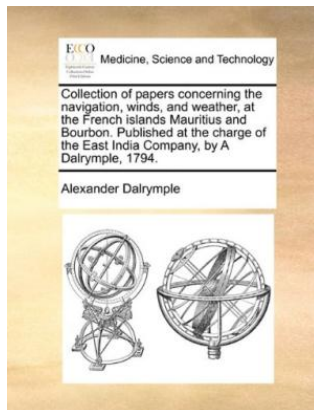 ECCO
Medicine, Science and Technology
Collection of papers concerning the
navigation, winds, and weather, at
the French islands Mauritius and
Bourbon. Published at the charge of
the East India Company, by A
Dalrymple, 1794.
Alexander Dalrymple